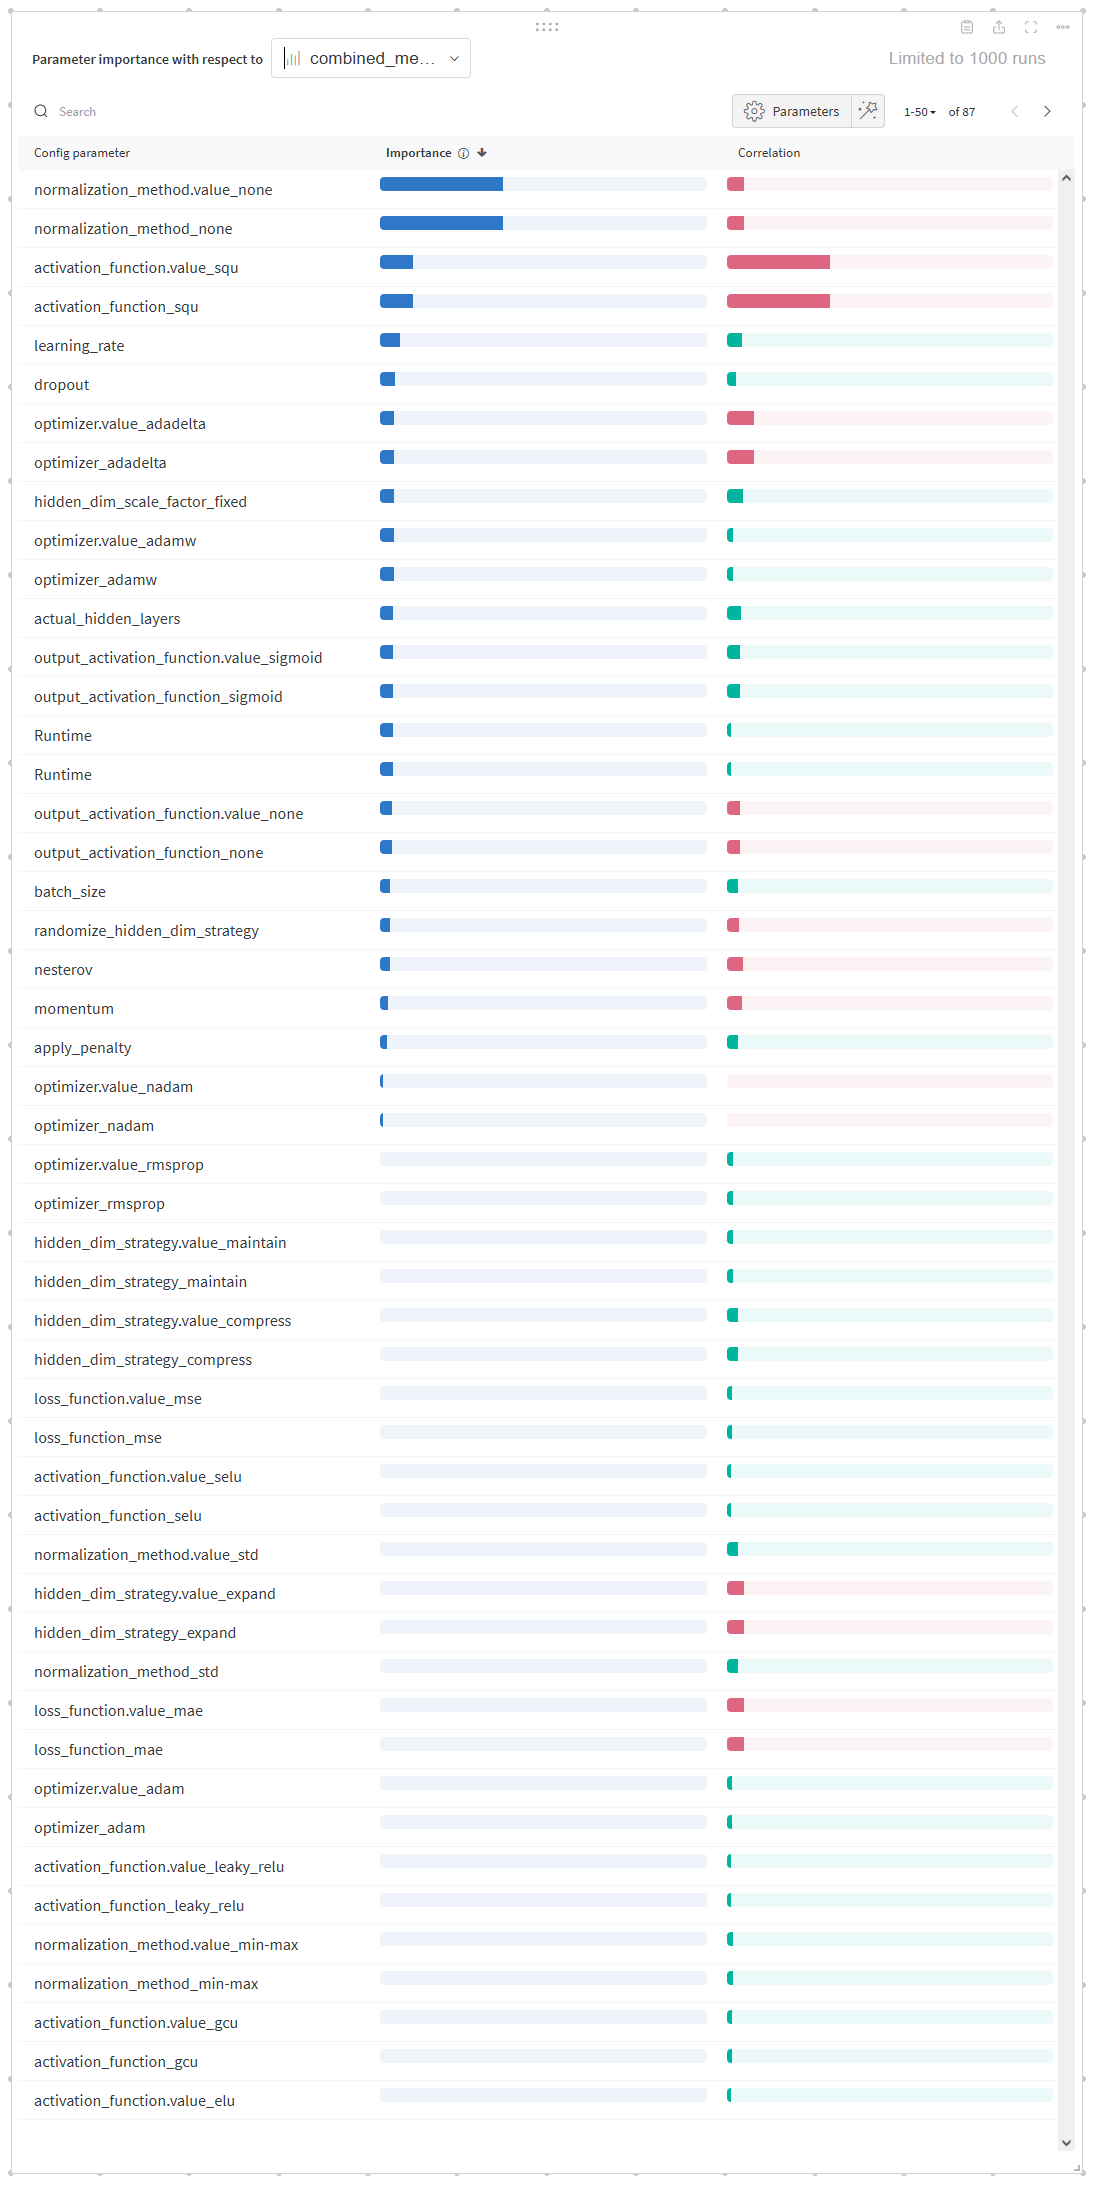 Parameter importance with respect to combined_me...
Limited to 1000 runs
Search
Parameters
1-50 of 87
Config parameter Importance Correlation
normalization_method.value_none
normalization_method_none
activation_function.value_squ
activation_function_squ
learning_rate
dropout
optimizer.value_adadelta
optimizer_adadelta
hidden_dim_scale_factor_fixed
optimizer.value_adamw
optimizer_adamw
actual_hidden_layers
output_activation_function.value_sigmoid
output_activation_function_sigmoid
Runtime
Runtime
output_activation_function.value_none
output_activation_function_none
batch_size
randomize_hidden_dim_strategy
nesterov
momentum
apply_penalty
optimizer.value_nadam
optimizer_nadam
optimizer.value_rmsprop
optimizer_rmsprop
hidden_dim_strategy.value_maintain
hidden_dim_strategy_maintain
hidden_dim_strategy.value_compress
hidden_dim_strategy_compress
loss_function.value_mse
loss_function_mse
activation_function.value_selu
activation_function_selu
normalization_method.value_std
hidden_dim_strategy.value_expand
hidden_dim_strategy_expand
normalization_method_std
loss_function.value_mae
loss_function_mae
optimizer.value_adam
optimizer_adam
activation_function.value_leaky_relu
activation_function_leaky_relu
normalization_method.value_min-max
normalization_method_min-max
activation_function.value_gcu
activation_function_gcu
activation_function.value_elu